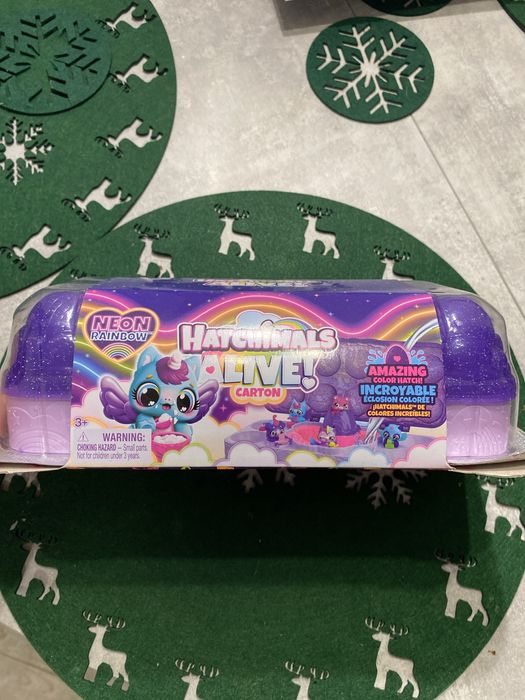 NEON
RAINBOW
HATCHIMALS
ALIVE!
CARTON
AMAZING
COLOR HATCH!
INCROYABLE
ÉCLOSION COLORÉE !
¡HATCHIMALS™ DE
COLORES INCREÍBLES!
3+
WARNING:
CHOKING HAZARD – Small parts.
Not for children under 3 years.